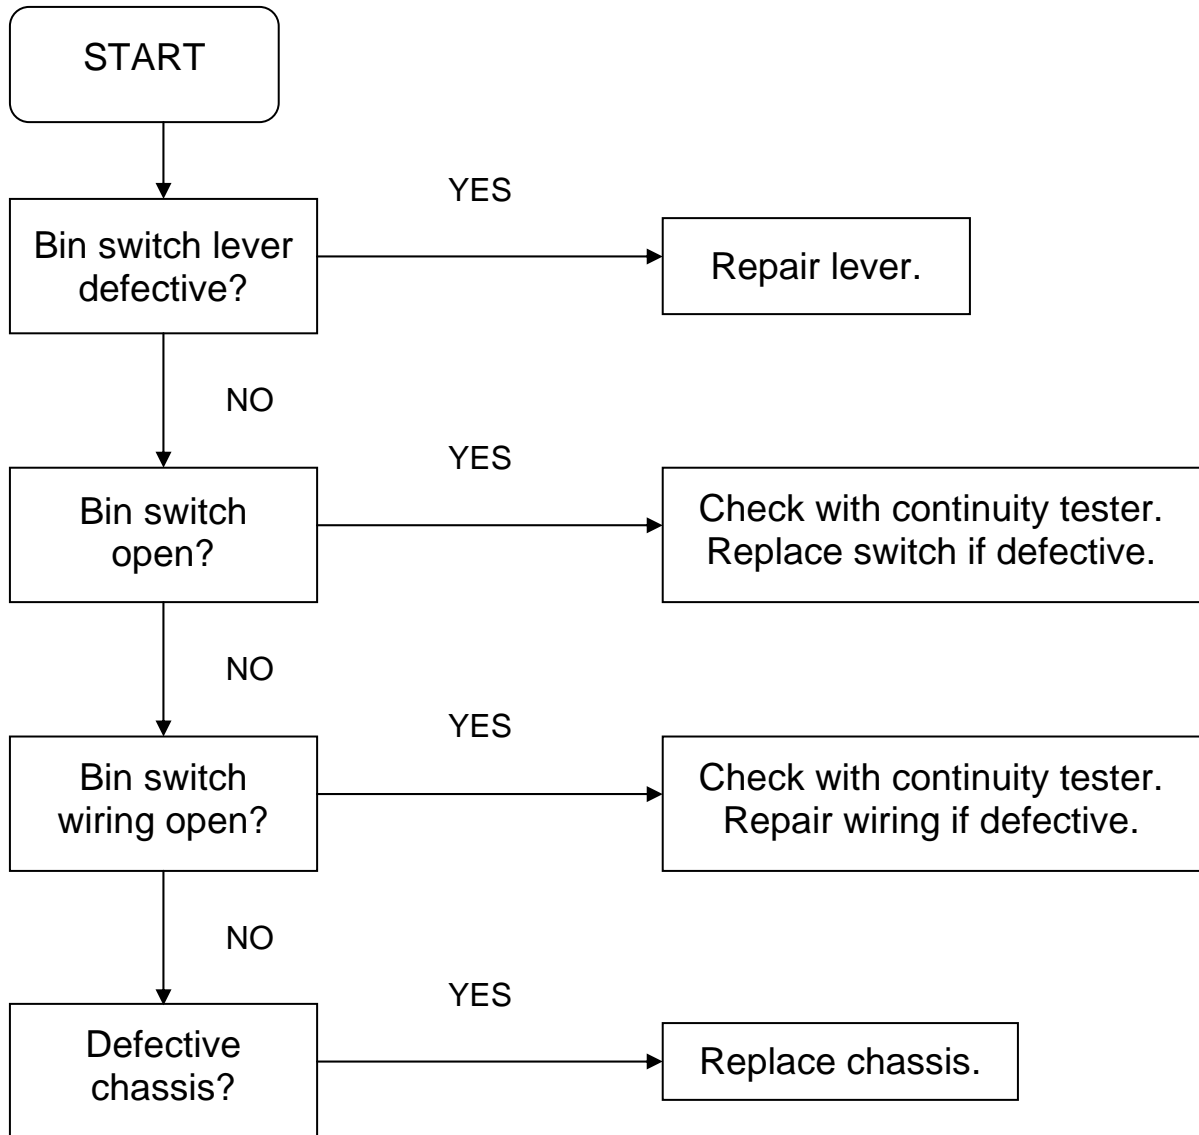 START
YES
Bin switch lever
defective?
Repair lever.
NO
YES
Bin switch
open?
Check with continuity tester.
Replace switch if defective.
NO
YES
Bin switch
wiring open?
Check with continuity tester.
Repair wiring if defective.
NO
YES
Defective
chassis?
Replace chassis.